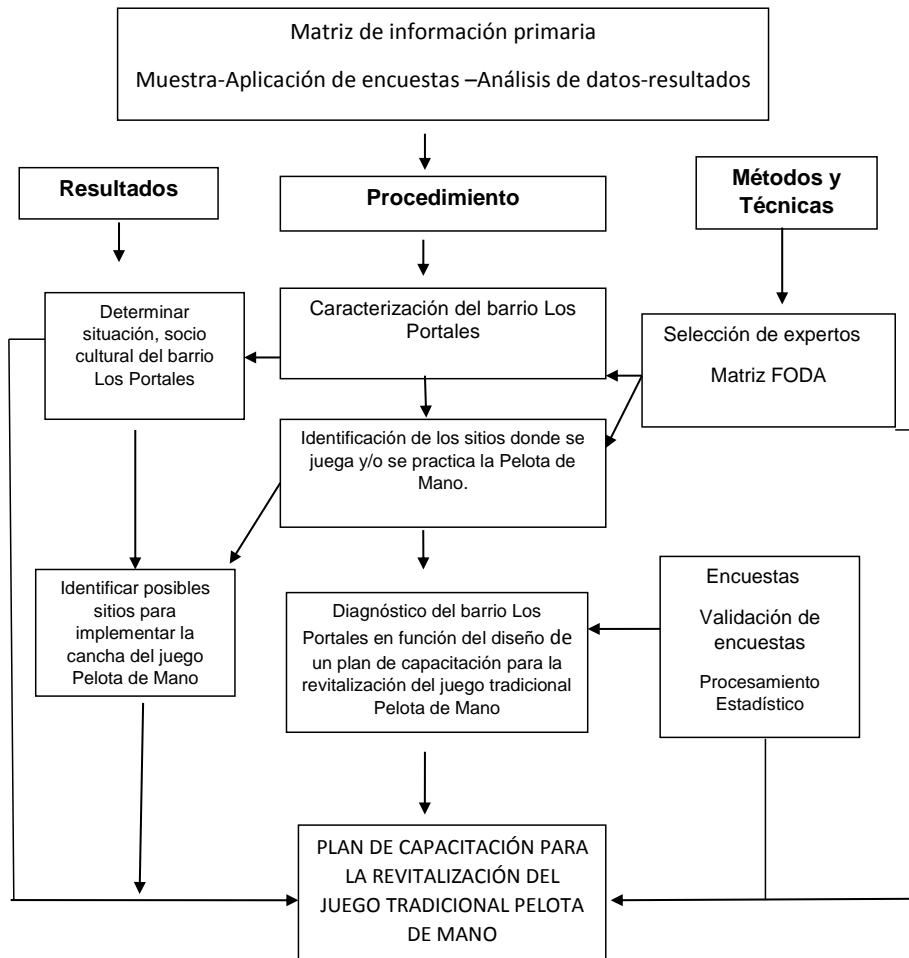 Matriz de información primaria
Muestra-Aplicación de encuestas –Análisis de datos-resultados
Resultados
Procedimiento
Métodos y
Técnicas
Determinar
situación, socio
cultural del barrio
Los Portales
Caracterización del barrio Los
Portales
Selección de expertos
Matriz FODA
Identificación de los sitios donde se
juega y/o se practica la Pelota de
Mano.
Identificar posibles
sitios para
implementar la
cancha del juego
Pelota de Mano
Diagnóstico del barrio Los
Portales en función del diseño de
un plan de capacitación para la
revitalización del juego tradicional
Pelota de Mano
Encuestas
Validación de
encuestas
Procesamiento
Estadístico
PLAN DE CAPACITACIÓN PARA
LA REVITALIZACIÓN DEL
JUEGO TRADICIONAL PELOTA
DE MANO